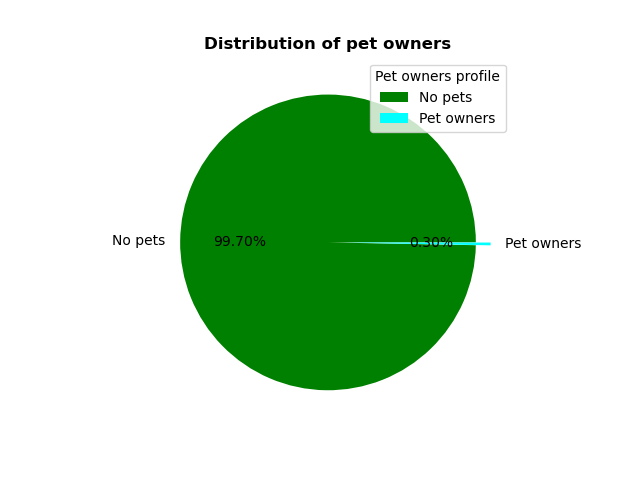 Distribution of pet owners
Pet owners profile
No pets
Pet owners
No pets
99.70%
0.30%
Pet owners